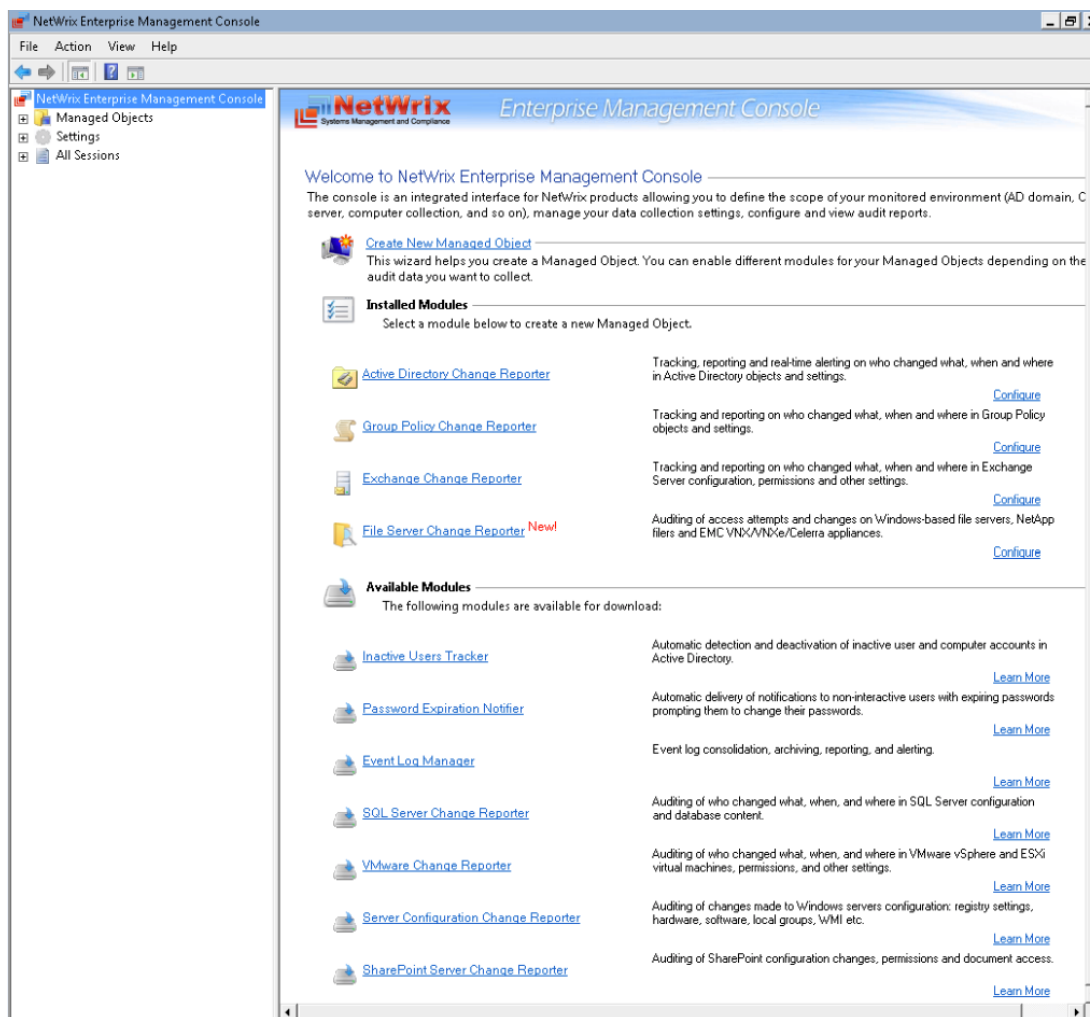 NetWrix Enterprise Management Console
File Action View Help
NetWrix Enterprise Management Console
Managed Objects
Settings
All Sessions
NetWrix
Systems Management and Compliance
Enterprise Management Console
Welcome to NetWrix Enterprise Management Console
The console is an integrated interface for NetWrix products allowing you to define the scope of your monitored environment (AD domain,
server, computer collection, and so on), manage your data collection settings, configure and view audit reports.
Create New Managed Object
This wizard helps you create a Managed Object. You can enable different modules for your Managed Objects depending on the
audit data you want to collect.
Installed Modules
Select a module below to create a new Managed Object.
Active Directory Change Reporter
Tracking, reporting and real-time alerting on who changed what, when and where
in Active Directory objects and settings.
Configure
Group Policy Change Reporter
Tracking and reporting on who changed what, when and where in Group Policy
objects and settings.
Configure
Exchange Change Reporter
Tracking and reporting on who changed what, when and where in Exchange
Server configuration, permissions and other settings.
Configure
File Server Change Reporter New!
Auditing of access attempts and changes on Windows-based file servers, NetApp
filers and EMC VNX/VNXe/Celerra appliances.
Configure
Available Modules
The following modules are available for download:
Inactive Users Tracker
Automatic detection and deactivation of inactive user and computer accounts in
Active Directory.
Learn More
Password Expiration Notifier
Automatic delivery of notifications to non-interactive users with expiring passwords
prompting them to change their passwords.
Learn More
Event Log Manager
Event log consolidation, archiving, reporting, and alerting.
Learn More
SQL Server Change Reporter
Auditing of who changed what, when, and where in SQL Server configuration
and database content.
Learn More
VMware Change Reporter
Auditing of who changed what, when, and where in VMware vSphere and ESXi
virtual machines, permissions, and other settings.
Learn More
Server Configuration Change Reporter
Auditing of changes made to Windows servers configuration: registry settings,
hardware, software, local groups, WMI etc.
Learn More
SharePoint Server Change Reporter
Auditing of SharePoint configuration changes, permissions and document access.
Learn More